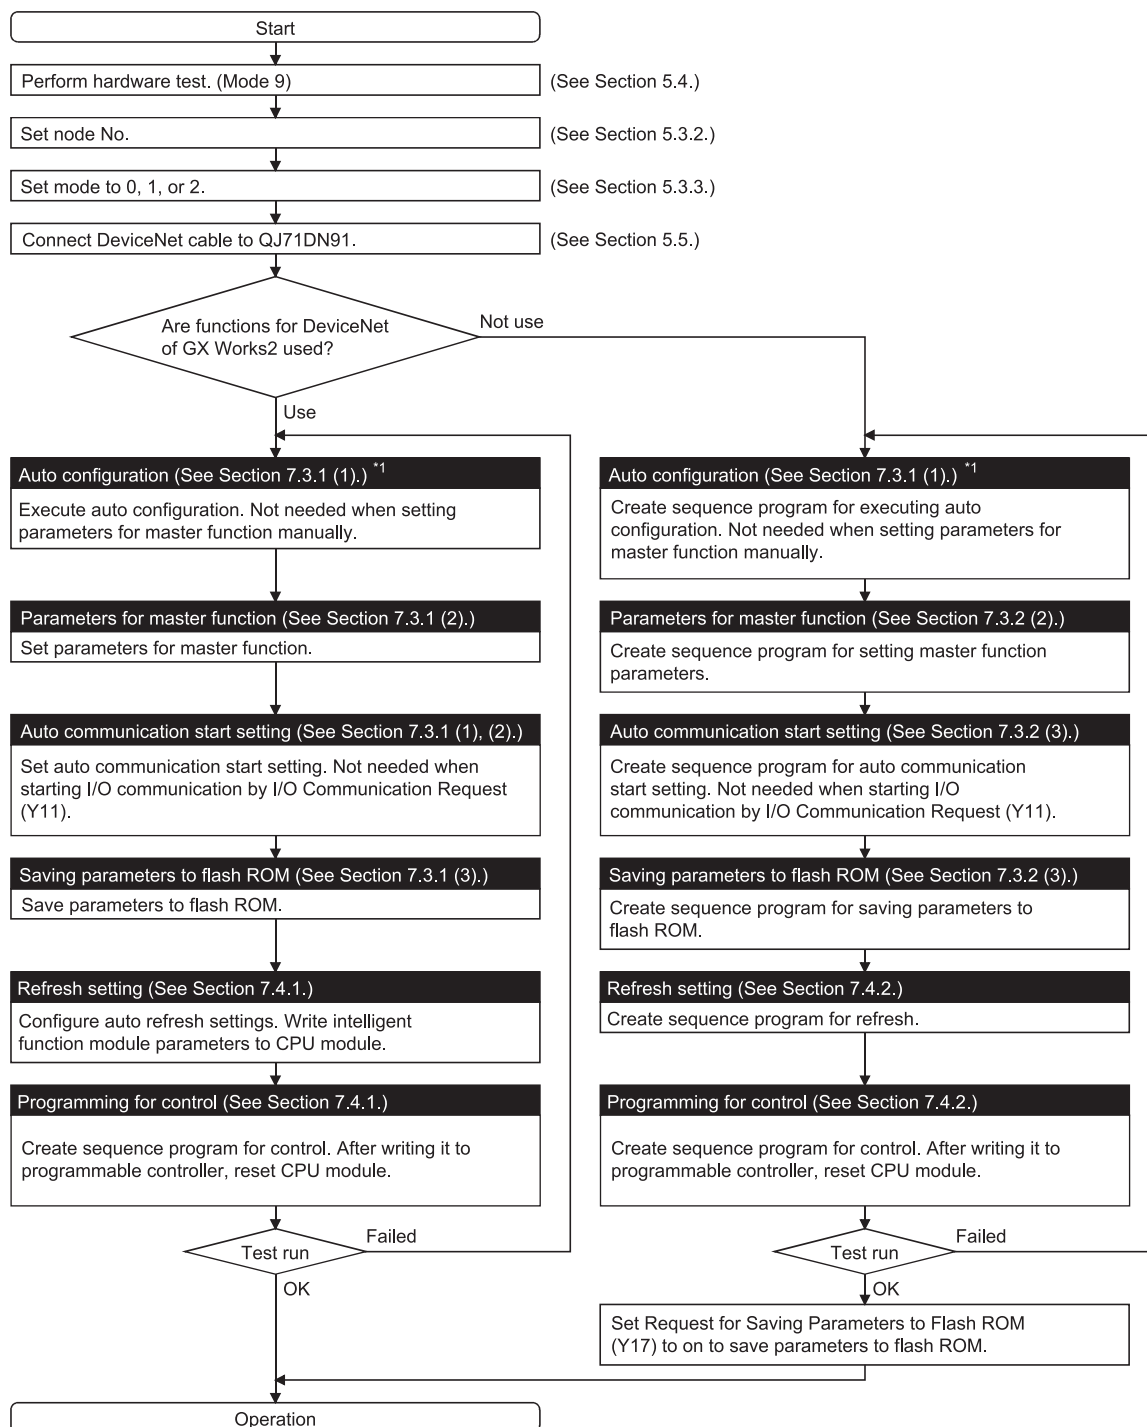 Start
Perform hardware test. (Mode 9)
(See Section 5.4.)
Set node No.
(See Section 5.3.2.)
Set mode to 0, 1, or 2.
(See Section 5.3.3.)
Connect DeviceNet cable to QJ71DN91.
(See Section 5.5.)
Are functions for DeviceNet
of GX Works2 used?
Not use
Use
Auto configuration (See Section 7.3.1 (1).) *1
Execute auto configuration. Not needed when setting
parameters for master function manually.
Parameters for master function (See Section 7.3.1 (2).)
Set parameters for master function.
Auto communication start setting (See Section 7.3.1 (1), (2).)
Set auto communication start setting. Not needed when
starting I/O communication by I/O Communication Request
(Y11).
Saving parameters to flash ROM (See Section 7.3.1 (3).)
Save parameters to flash ROM.
Refresh setting (See Section 7.4.1.)
Configure auto refresh settings. Write intelligent
function module parameters to CPU module.
Programming for control (See Section 7.4.1.)
Create sequence program for control. After writing it to
programmable controller, reset CPU module.
Test run
Failed
OK
Auto configuration (See Section 7.3.1 (1).) *1
Create sequence program for executing auto
configuration. Not needed when setting parameters for
master function manually.
Parameters for master function (See Section 7.3.2 (2).)
Create sequence program for setting master function
parameters.
Auto communication start setting (See Section 7.3.2 (3).)
Create sequence program for auto communication
start setting. Not needed when starting I/O
communication by I/O Communication Request (Y11).
Saving parameters to flash ROM (See Section 7.3.2 (3).)
Create sequence program for saving parameters to
flash ROM.
Refresh setting (See Section 7.4.2.)
Create sequence program for refresh.
Programming for control (See Section 7.4.2.)
Create sequence program for control. After writing it to
programmable controller, reset CPU module.
Test run
Failed
OK
Set Request for Saving Parameters to Flash ROM
(Y17) to on to save parameters to flash ROM.
Operation